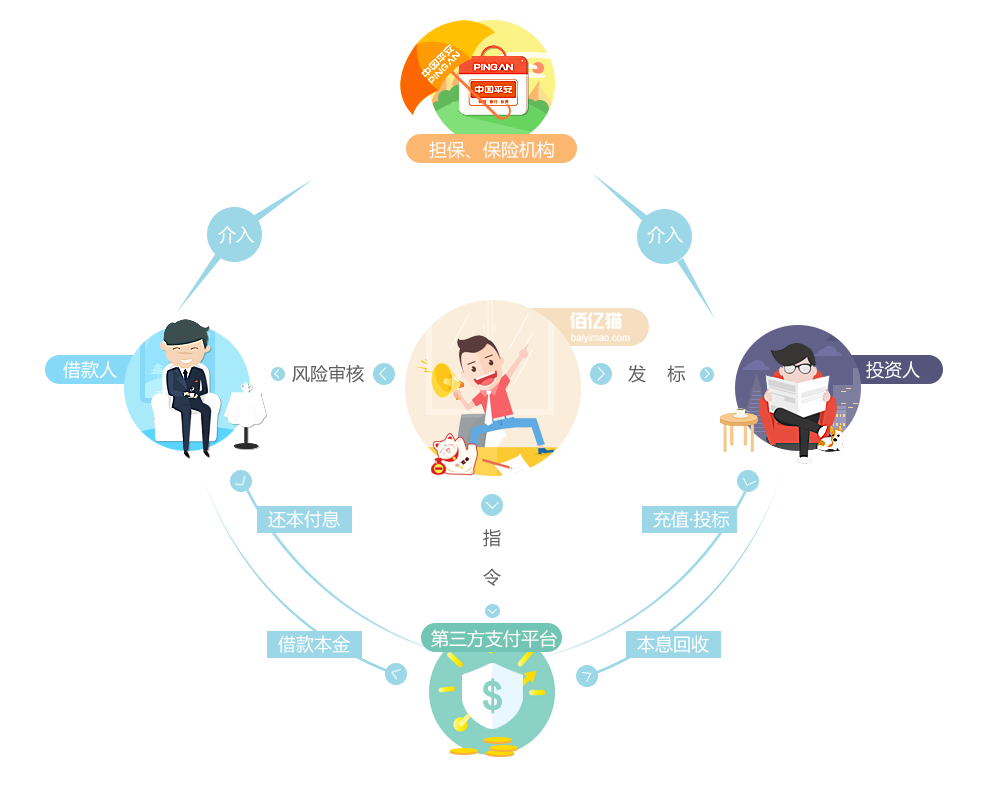 中国平安
PINGAN
PINGAN
中国平安
担保、保险机构
介入
介入
佰亿猫
baiyimao.com
借款人
风险审核
发 标
投资人
还本付息
指
令
充值·投标
借款本金
第三方支付平台
本息回收
$